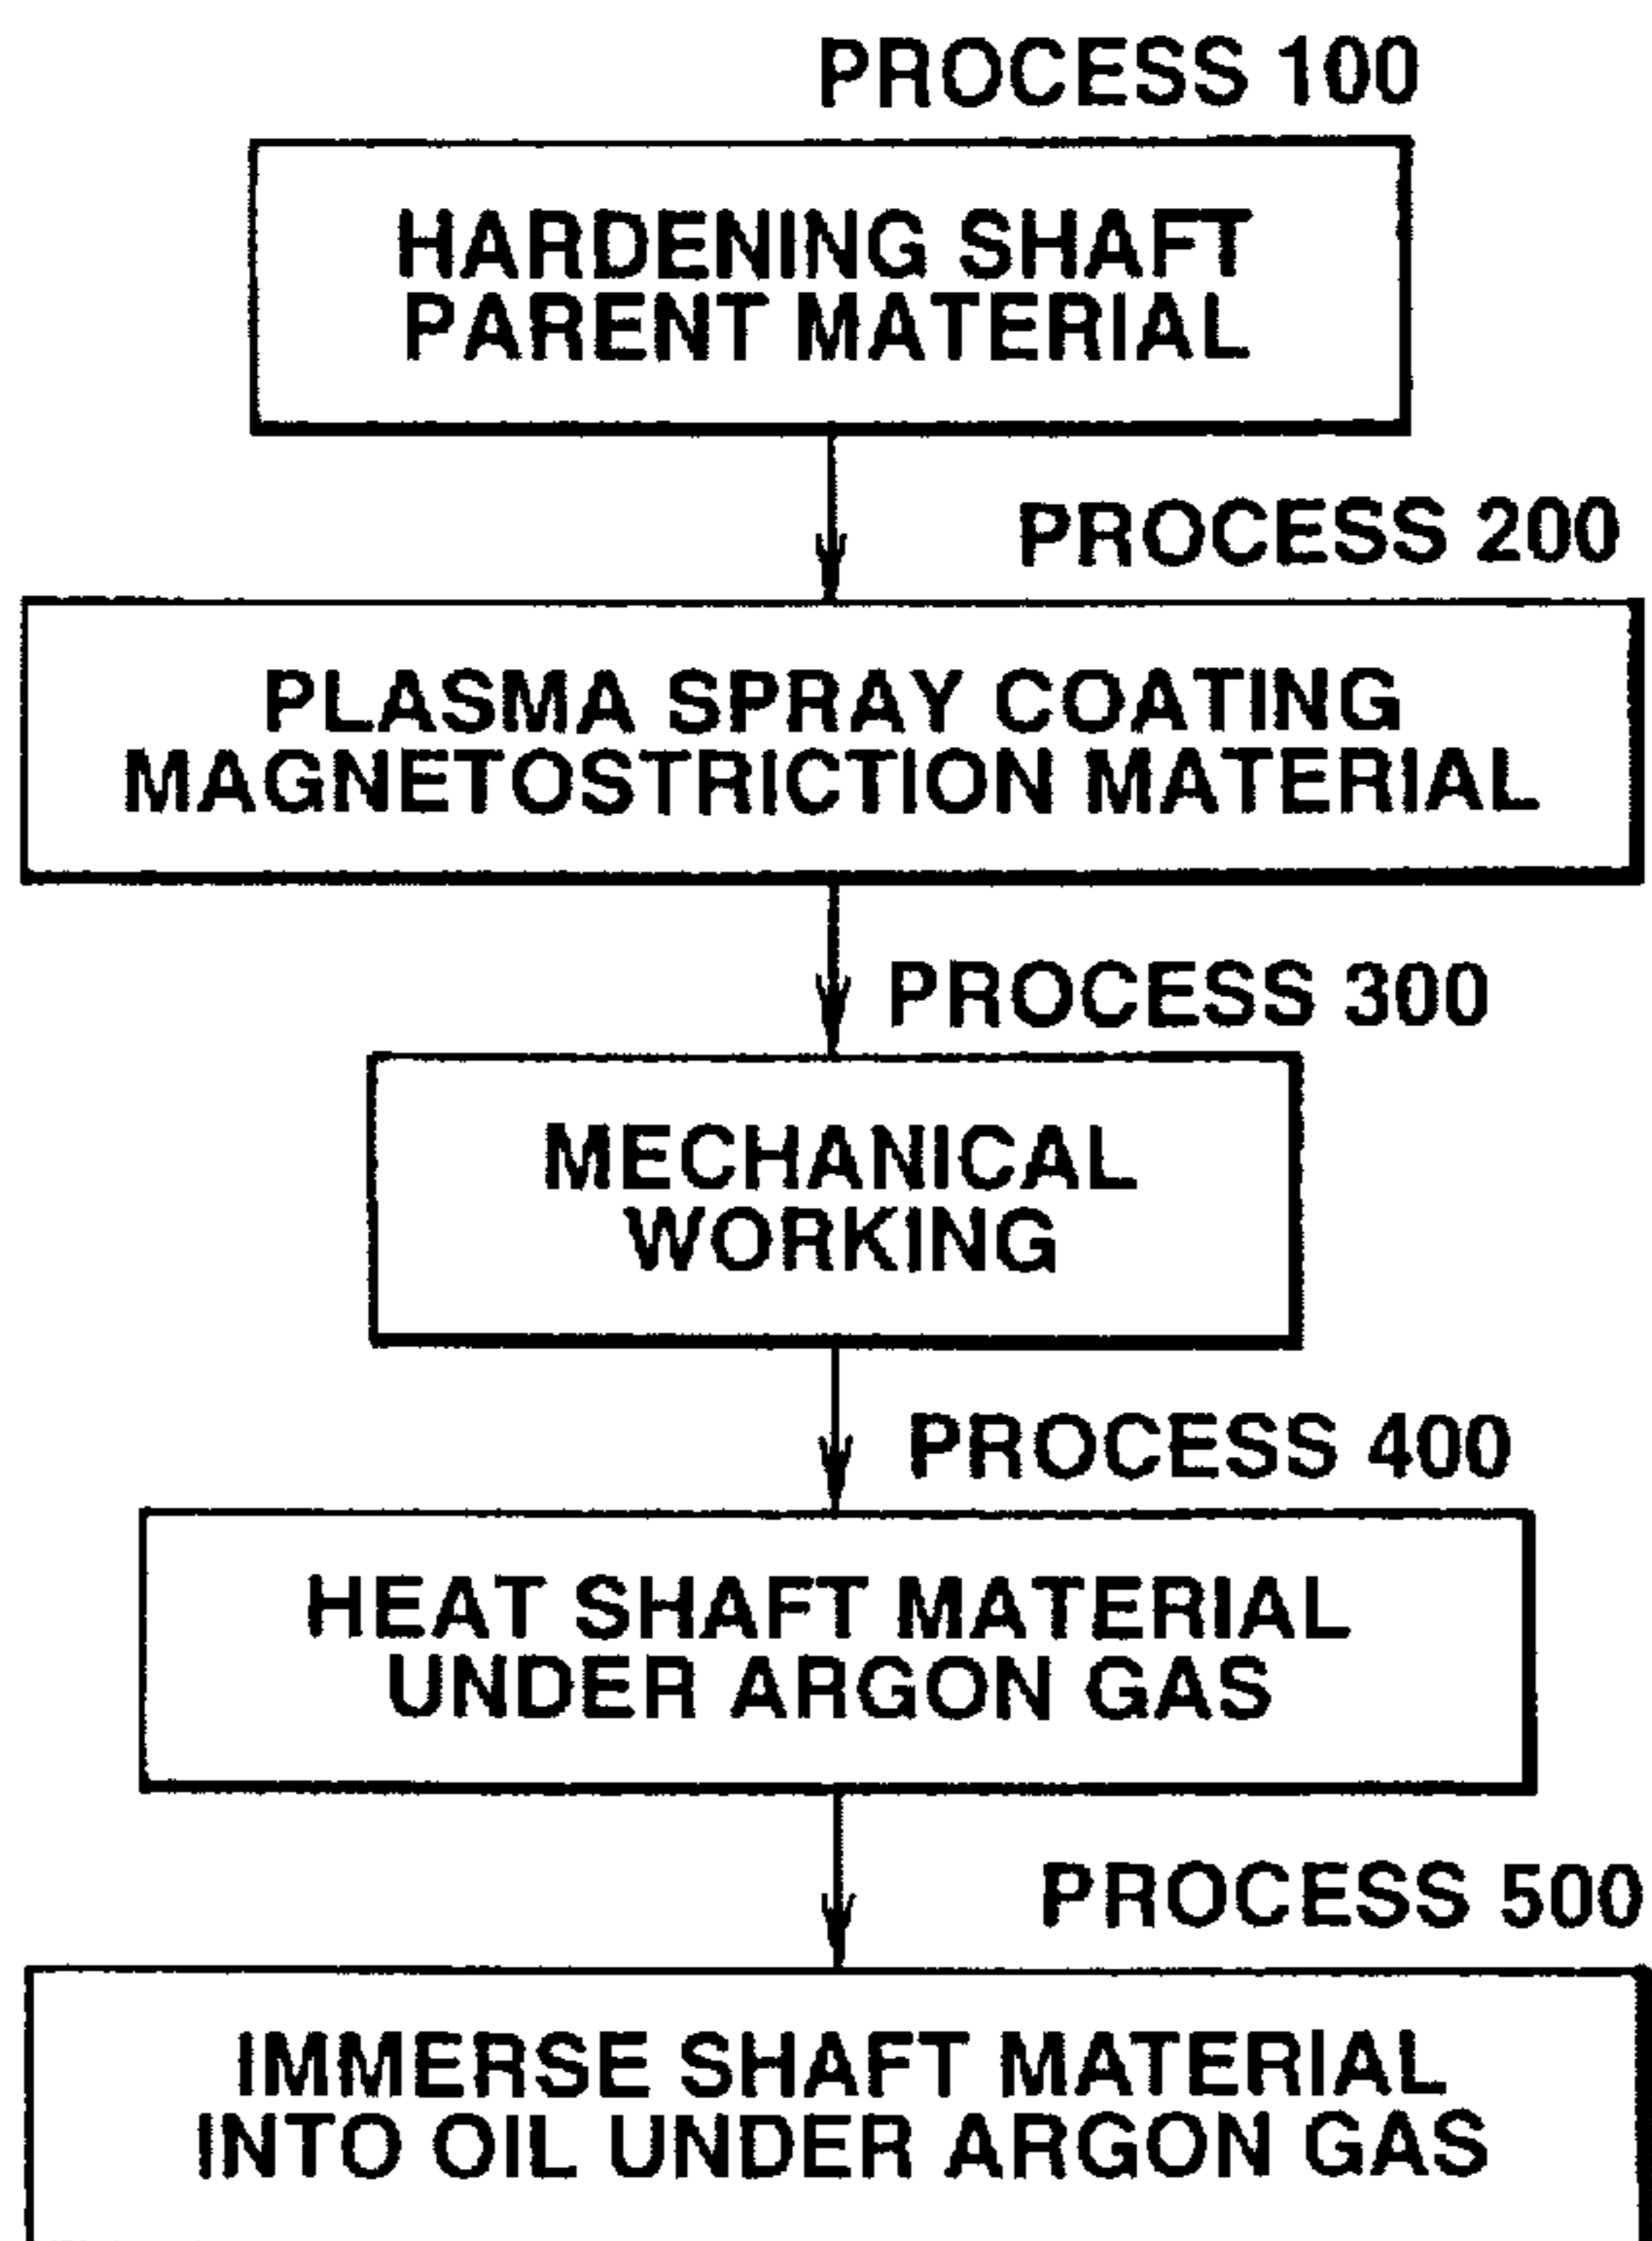 PROCESS 100
HARDENING SHAFT
PARENT MATERIAL
PROCESS 200
PLASMA SPRAY COATING
MAGNETOSTRICTION MATERIAL
PROCESS 300
MECHANICAL
WORKING
PROCESS 400
HEAT SHAFT MATERIAL
UNDER ARGON GAS
PROCESS 500
IMMERSE SHAFT MATERIAL
INTO OIL UNDER ARGON GAS